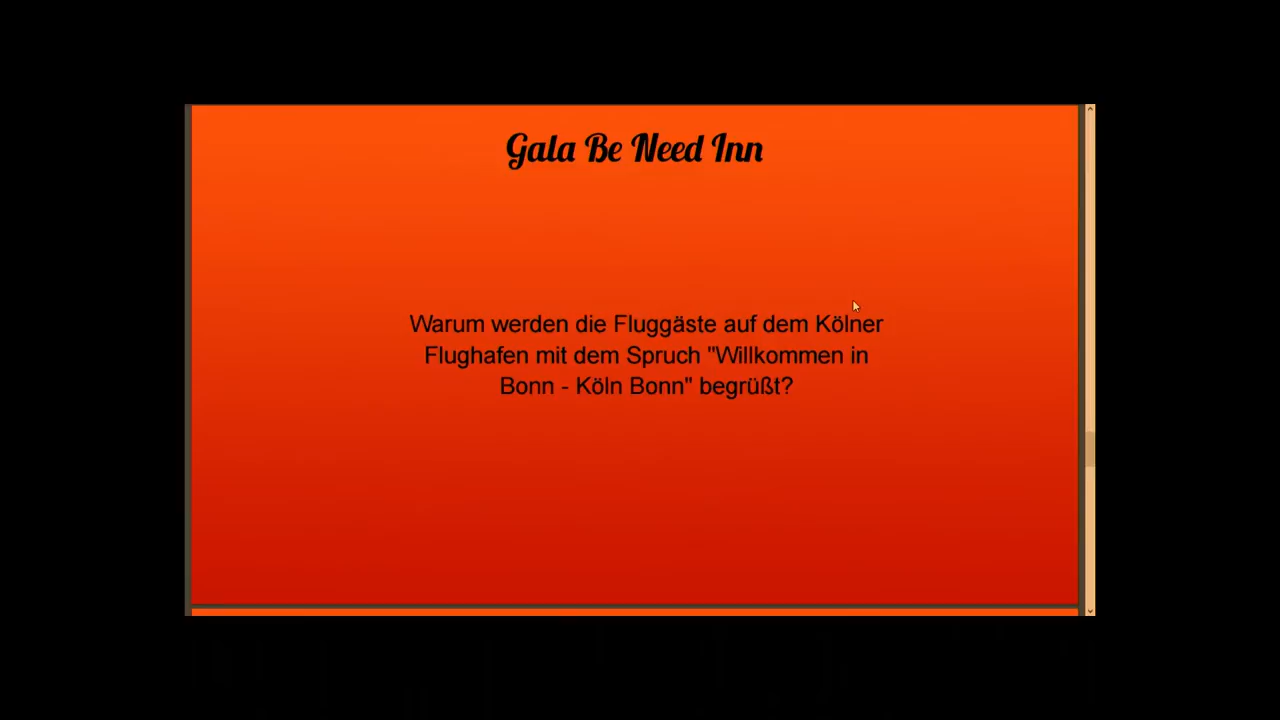 Gala Be Need Inn
Warum werden die Fluggäste auf dem Kölner
Flughafen mit dem Spruch "Willkommen in
Bonn - Köln Bonn" begrüßt?